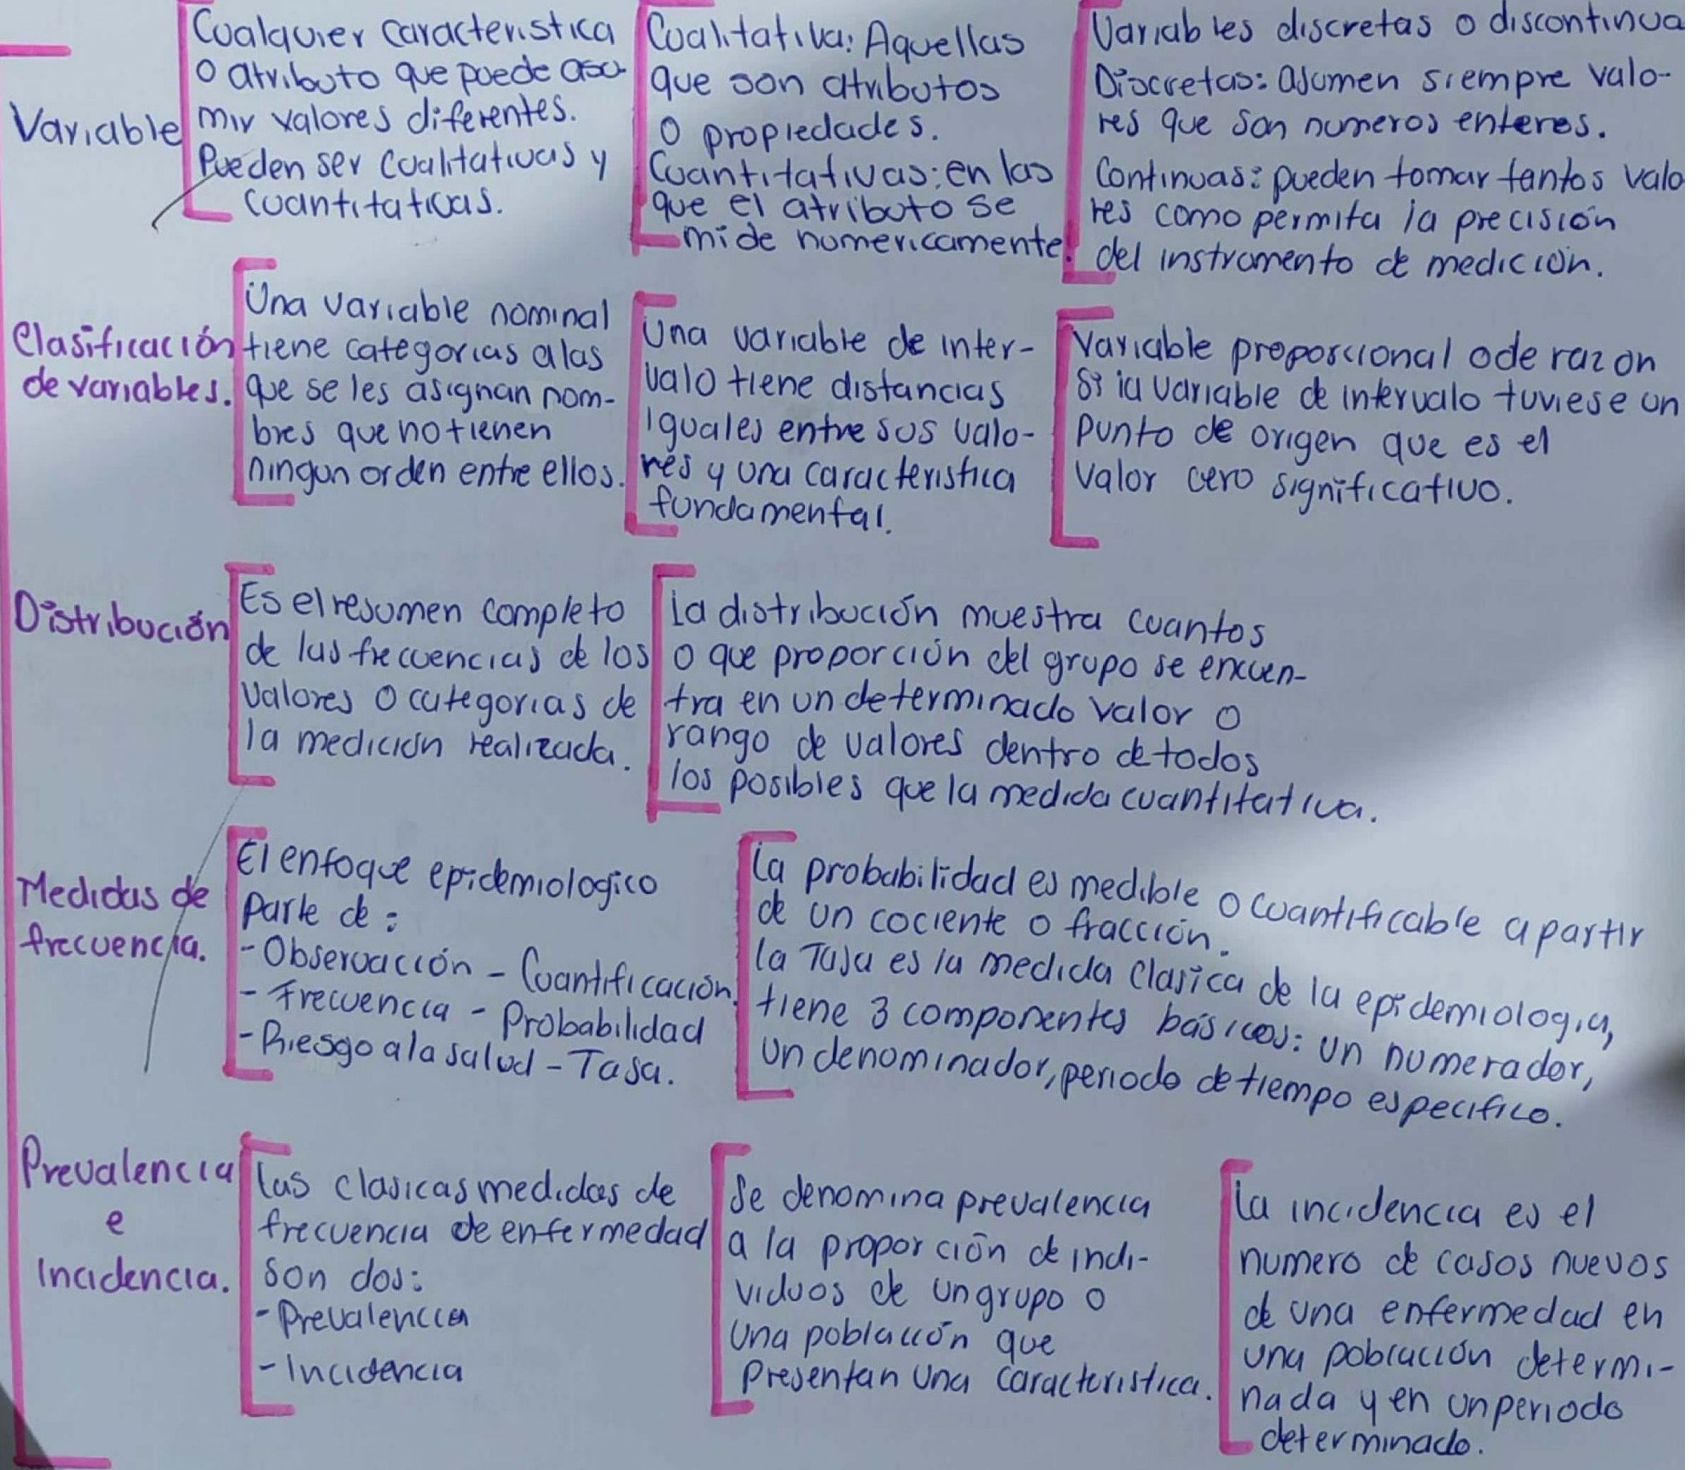 Variable
Cualquier caracteristica
o atributo que puede asu-
mir valores diferentes.
Pueden ser cualitativas y
cuantitativas.
Cualitativa: Aquellas
que son atributos
o propiedades.
Cuantitativas: en las
que el atributo se
mide numericamente.
Variables discretas o discontinua
Discretas: asumen siempre valo-
res que son numeros enteros.
Continuas: pueden tomar tantos valo
res como permita la precisión
del instrumento de medición.
Clasificación
de variables.
Una variable nominal
tiene categorias a las
que se les asignan nom-
bres que no tienen
ningun orden entre ellos.
Una variable de inter-
valo tiene distancias
iguales entre sus valo-
res y una caracteristica
fundamental.
Variable proporcional o de razon
Si la variable de intervalo tuviese un
punto de origen que es el
valor cero significativo.
Distribución
Es el resumen completo
de las frecuencias de los
valores o categorias de
la medición realizada.
La distribución muestra cuantos
o que proporción del grupo se encuen-
tra en un determinado valor o
rango de valores dentro de todos
los posibles que la medida cuantitativa.
Medidas de
frecuencia.
El enfoque epidemiologico
parte de:
- Observación - Cuantificación.
- Frecuencia - Probabilidad
- Riesgo a la salud - Tasa.
La probabilidad es medible o cuantificable a partir
de un cociente o fracción.
la Tasa es la medida clasica de la epidemiologia,
tiene 3 componentes básicos: un numerador,
un denominador, periodo de tiempo especifico.
Prevalencia
e
Incidencia.
Las clasicas medidas de
frecuencia de enfermedad
son dos:
- Prevalencia
- Incidencia
Se denomina prevalencia
a la proporción de indi-
viduos de un grupo o
una población que
presentan una caracteristica.
La incidencia es el
numero de casos nuevos
de una enfermedad en
una población determi-
nada y en un periodo
determinado.